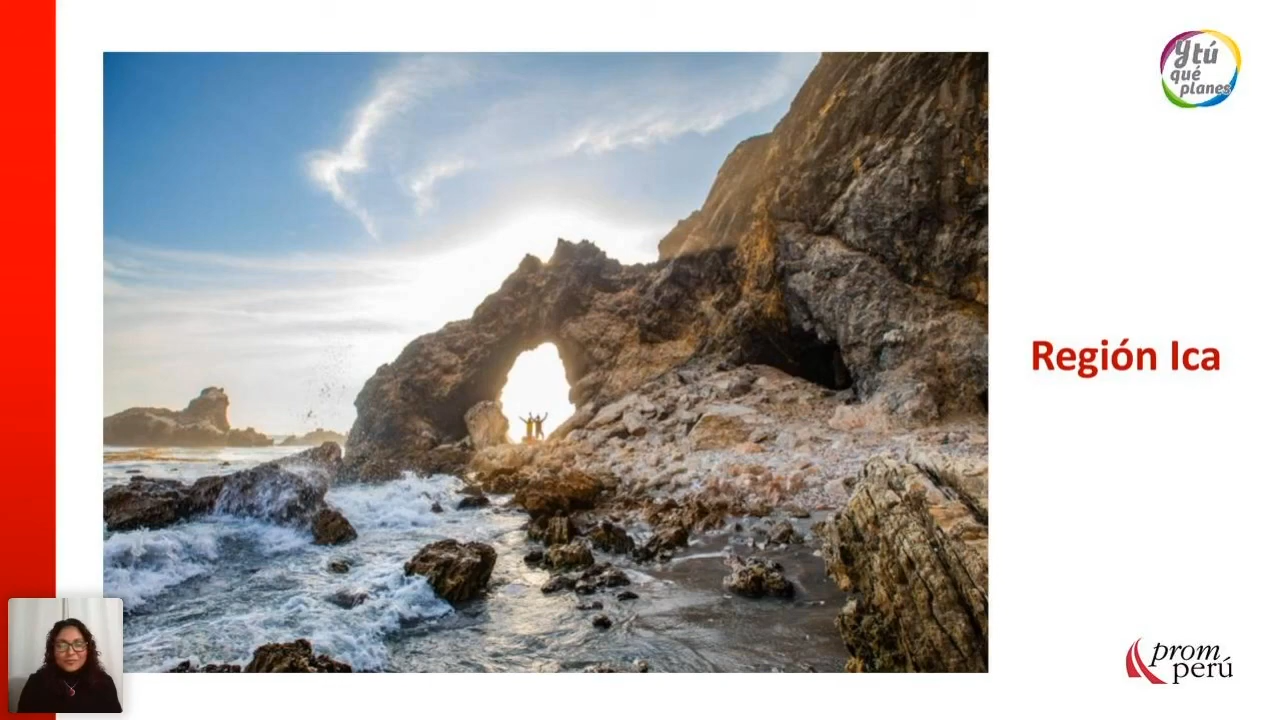 y tú
qué
planes
Región Ica
prom
perú